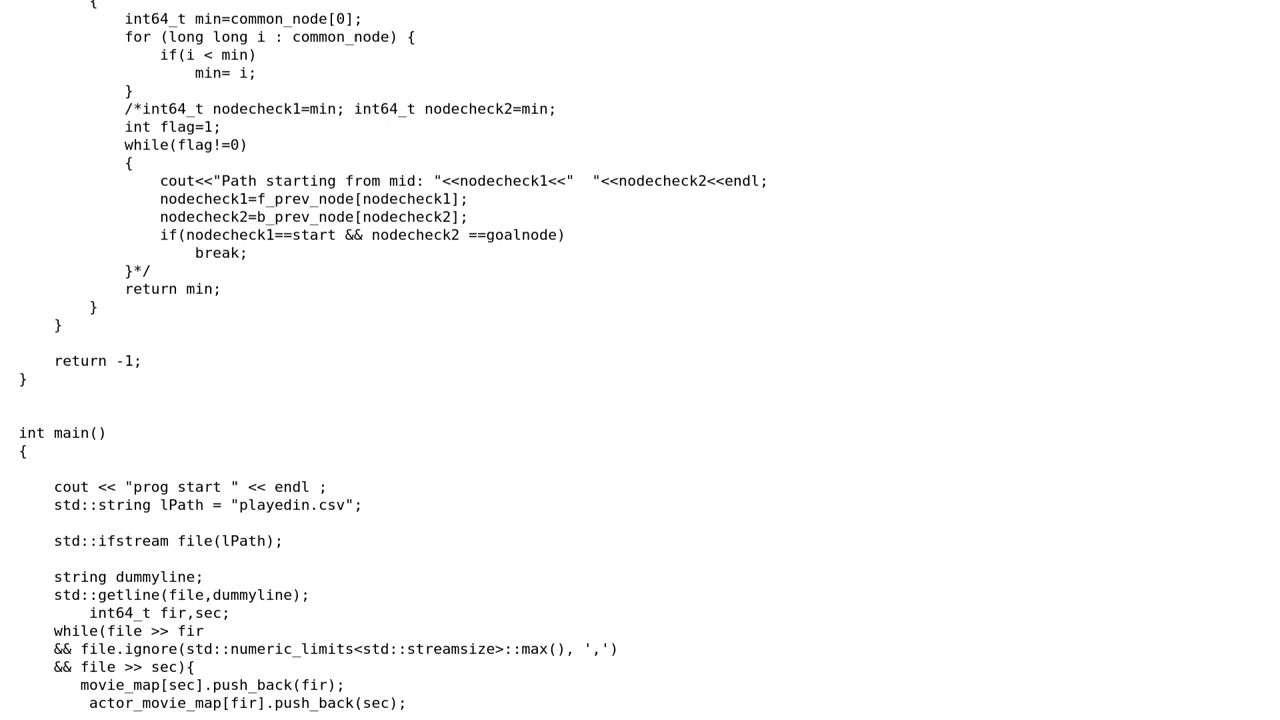 {
int64_t min=common_node[0];
for (long long i : common_node) {
if(i < min)
min= i;
}
/*int64_t nodecheck1=min; int64_t nodecheck2=min;
int flag=1;
while(flag!=0)
{
cout<<"Path starting from mid: "<<nodecheck1<<"  "<<nodecheck2<<endl;
nodecheck1=f_prev_node[nodecheck1];
nodecheck2=b_prev_node[nodecheck2];
if(nodecheck1==start && nodecheck2 ==goalnode)
break;
}*/
return min;
}
}
return -1;
}
int main()
{
cout << "prog start " << endl ;
std::string lPath = "playedin.csv";
std::ifstream file(lPath);
string dummyline;
std::getline(file,dummyline);
int64_t fir,sec;
while(file >> fir
&& file.ignore(std::numeric_limits<std::streamsize>::max(), ',')
&& file >> sec){
movie_map[sec].push_back(fir);
actor_movie_map[fir].push_back(sec);